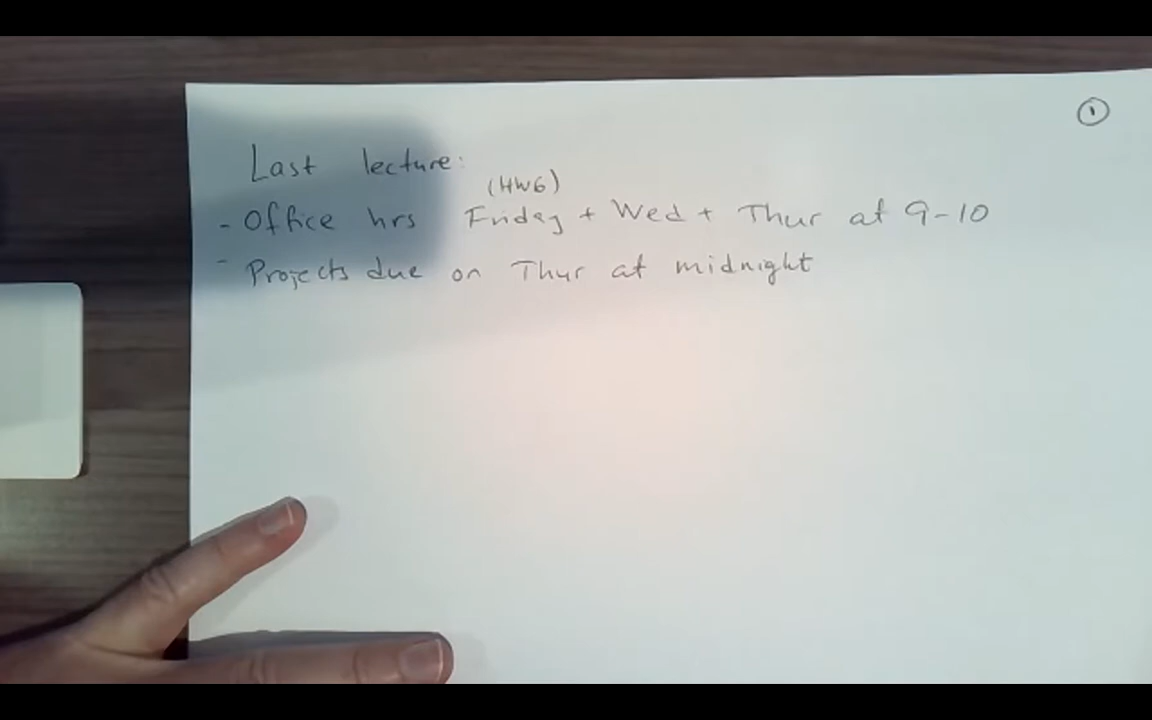 ①
Last lecture:
(HW6)
- Office hrs Friday + Wed + Thur at 9-10
- Projects due on Thur at midnight